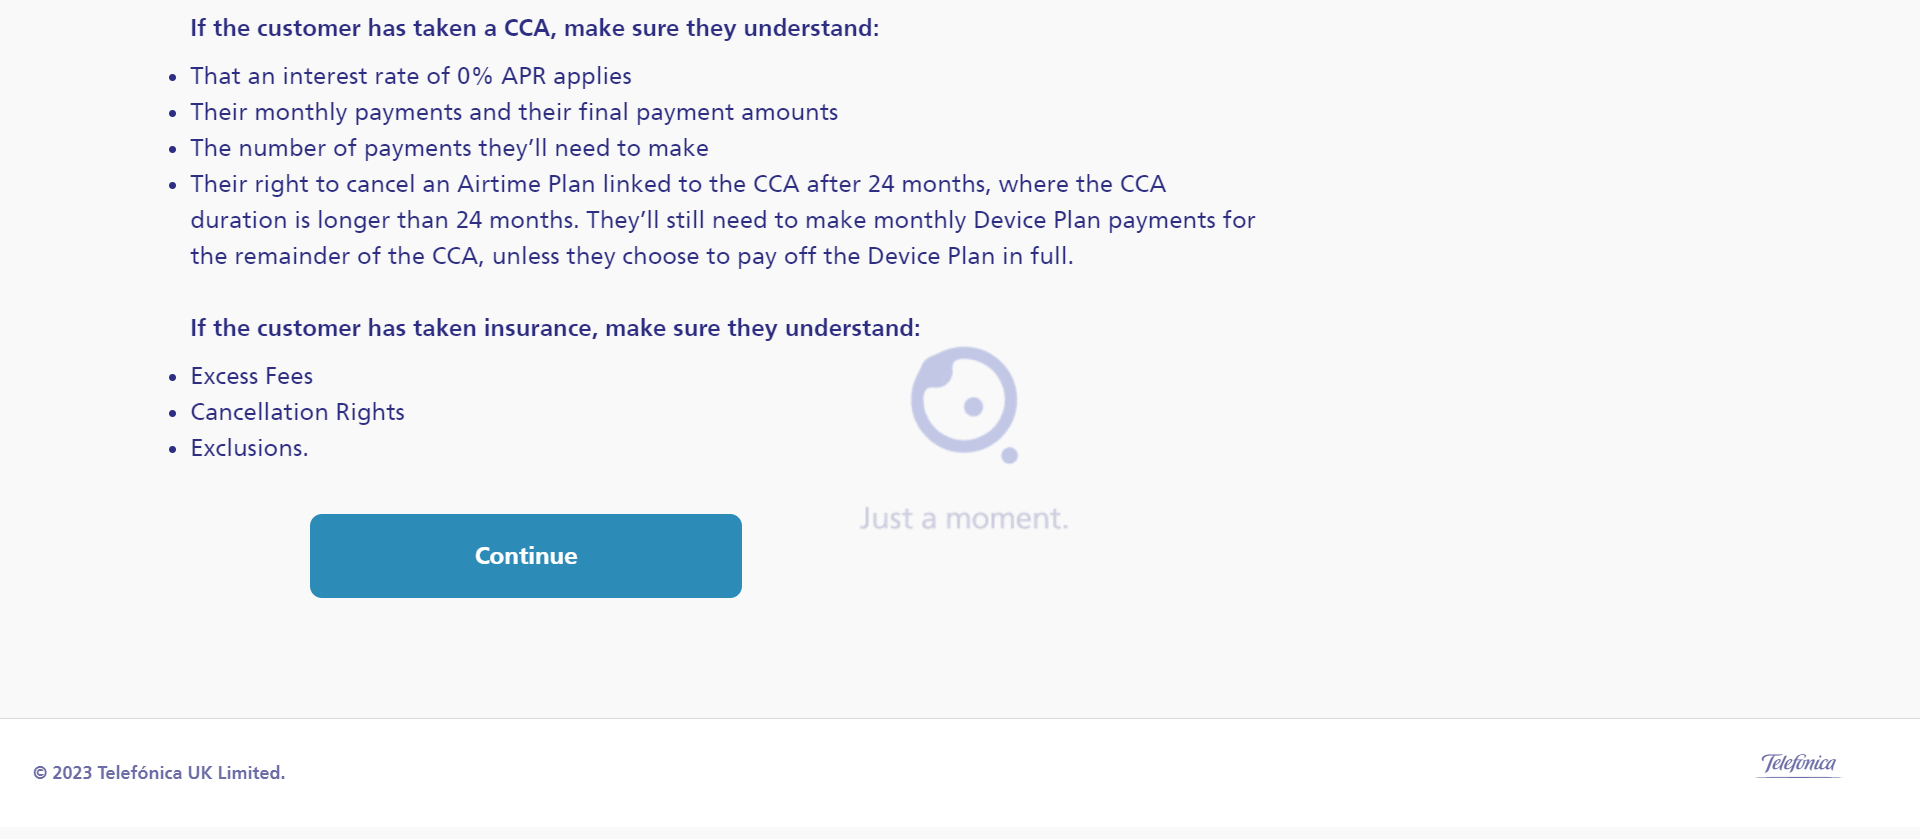 If the customer has taken a CCA, make sure they understand:
• That an interest rate of 0% APR applies
• Their monthly payments and their final payment amounts
• The number of payments they’ll need to make
• Their right to cancel an Airtime Plan linked to the CCA after 24 months, where the CCA
duration is longer than 24 months. They’ll still need to make monthly Device Plan payments for
the remainder of the CCA, unless they choose to pay off the Device Plan in full.
If the customer has taken insurance, make sure they understand:
• Excess Fees
• Cancellation Rights
• Exclusions.
Just a moment.
Continue
© 2023 Telefónica UK Limited.
Telefónica